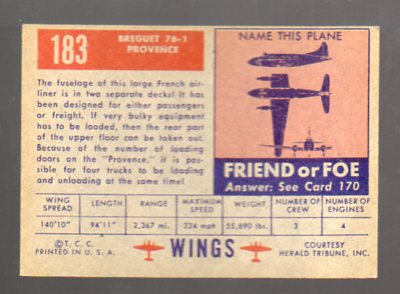 183
BREGUET 76-1
PROVENCE
The fuselage of this large French air-
liner is in two separate decks! It has
been designed for either passengers
or freight. If very bulky equipment
has to be loaded, then the rear part
of the upper floor can be taken out.
Because of the number of loading
doors on the "Provence," it is pos-
sible for four trucks to be loading
and unloading at the same time!
NAME THIS PLANE
FRIEND or FOE
Answer: See Card 170
WING SPREAD LENGTH RANGE MAXIMUM SPEED WEIGHT NUMBER OF CREW NUMBER OF ENGINES
140'10" 94'11" 2,367 mi. 224 mph 55,890 lbs. 3 4
© T. C. C.
PRINTED IN U. S. A.
WINGS
COURTESY
HERALD TRIBUNE, INC.